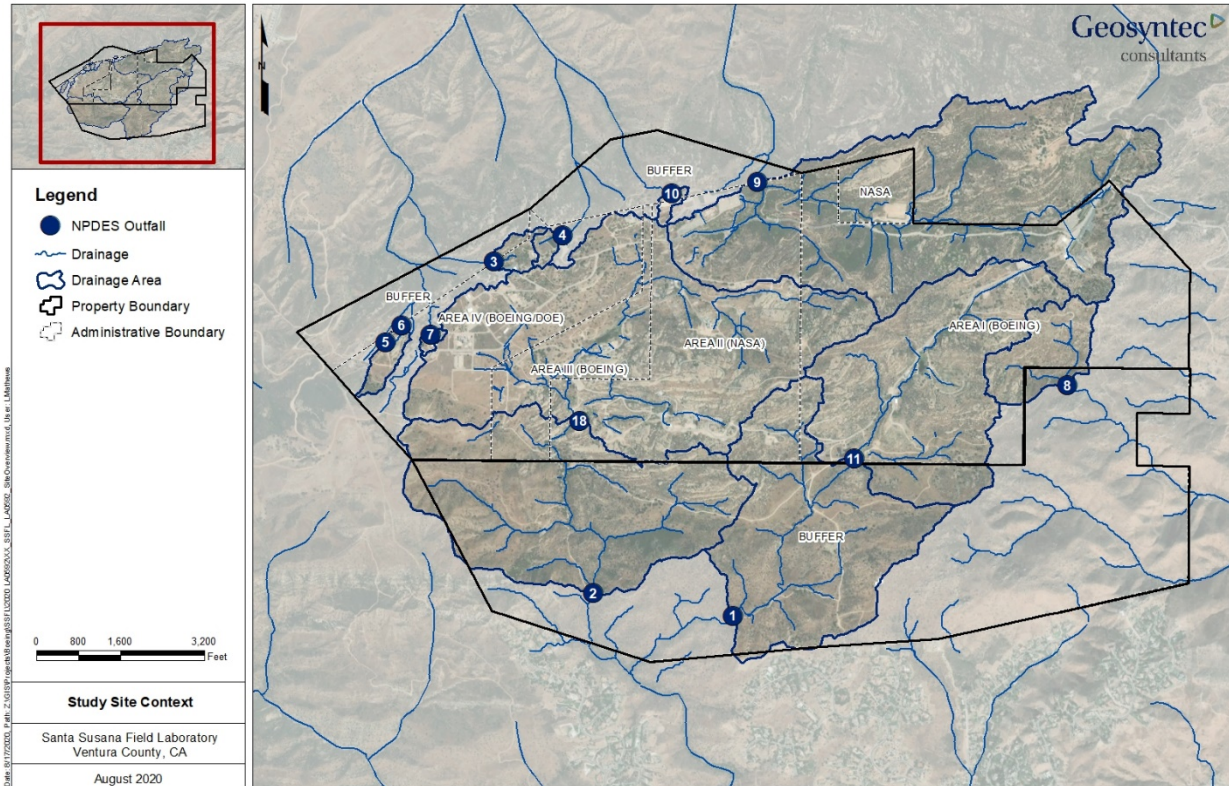 Legend
NPDES Outfall
Drainage
Drainage Area
Property Boundary
Administrative Boundary
0 800 1,600 3,200
Feet
Study Site Context
Santa Susana Field Laboratory
Ventura County, CA
August 2020
N
Geosyntec
consultants
BUFFER
10
9
NASA
4
3
BUFFER
6
5
7
AREA IV (BOEING/DOE)
AREA I (BOEING)
AREA II (NASA)
AREA III (BOEING)
8
18
11
BUFFER
2
1